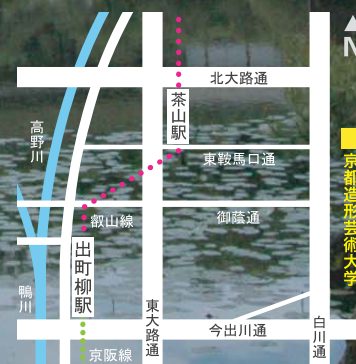 N
北大路通
茶山駅
高野川
東鞍馬口通
京都造形芸術大学
叡山線
御蔭通
出町柳駅
鴨川
東大路通
今出川通
白川通
京阪線